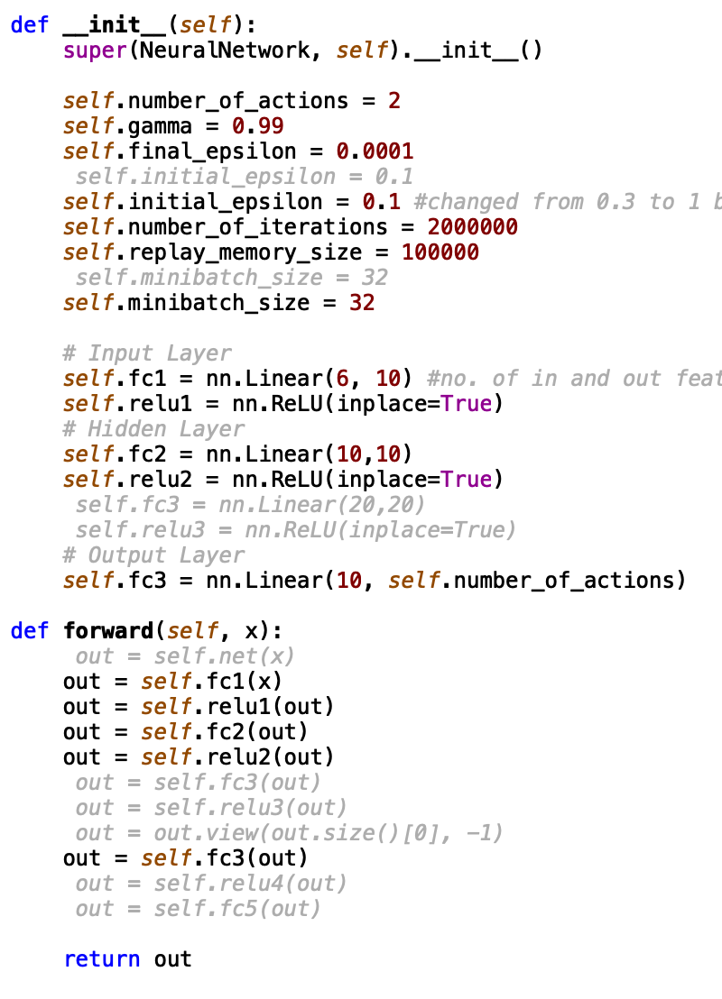 def __init__(self):
super(NeuralNetwork, self).__init__()
self.number_of_actions = 2
self.gamma = 0.99
self.final_epsilon = 0.0001
self.initial_epsilon = 0.1
self.initial_epsilon = 0.1 #changed from 0.3 to 1 b
self.number_of_iterations = 2000000
self.replay_memory_size = 100000
self.minibatch_size = 32
self.minibatch_size = 32
# Input Layer
self.fc1 = nn.Linear(6, 10) #no. of in and out feat
self.relu1 = nn.ReLU(inplace=True)
# Hidden Layer
self.fc2 = nn.Linear(10,10)
self.relu2 = nn.ReLU(inplace=True)
self.fc3 = nn.Linear(20,20)
self.relu3 = nn.ReLU(inplace=True)
# Output Layer
self.fc3 = nn.Linear(10, self.number_of_actions)
def forward(self, x):
out = self.net(x)
out = self.fc1(x)
out = self.relu1(out)
out = self.fc2(out)
out = self.relu2(out)
out = self.fc3(out)
out = self.relu3(out)
out = out.view(out.size()[0], -1)
out = self.fc3(out)
out = self.relu4(out)
out = self.fc5(out)
return out